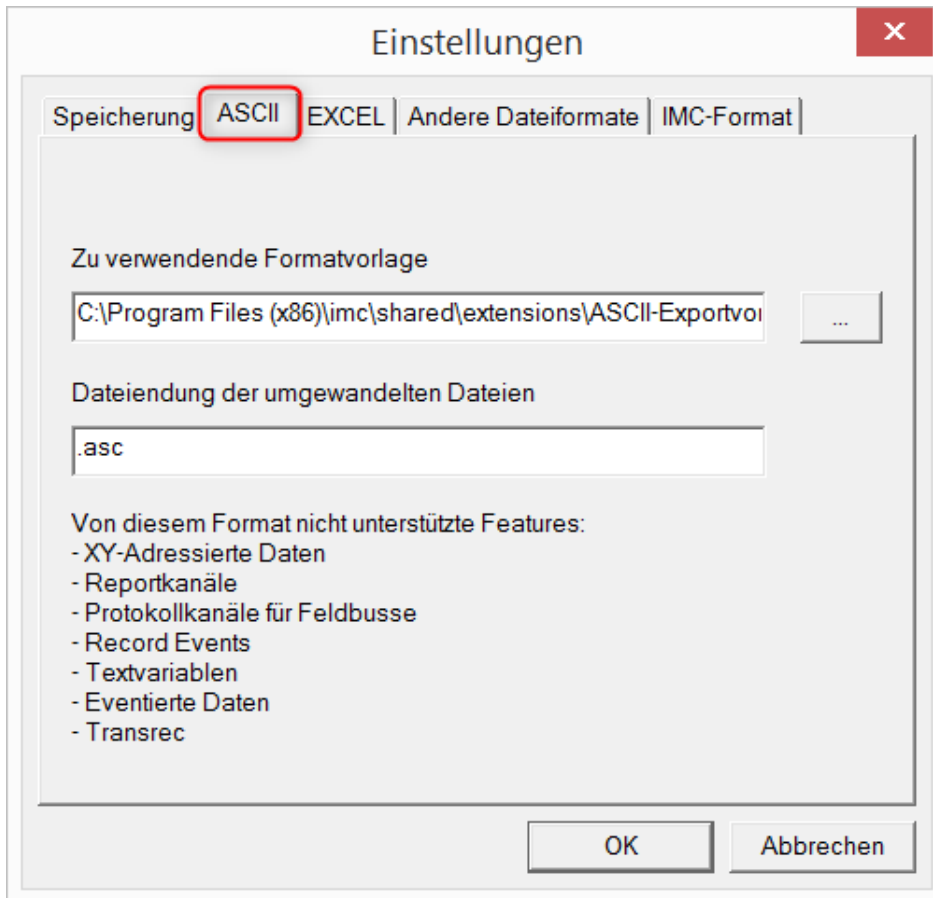 Einstellungen
Speicherung ASCII EXCEL Andere Dateiformate IMC-Format
Zu verwendende Formatvorlage
C:\Program Files (x86)\imc\shared\extensions\ASCII-Exportvor ...
Dateiendung der umgewandelten Dateien
.asc
Von diesem Format nicht unterstützte Features:
- XY-Adressierte Daten
- Reportkanäle
- Protokollkanäle für Feldbusse
- Record Events
- Textvariablen
- Eventierte Daten
- Transrec
OK Abbrechen